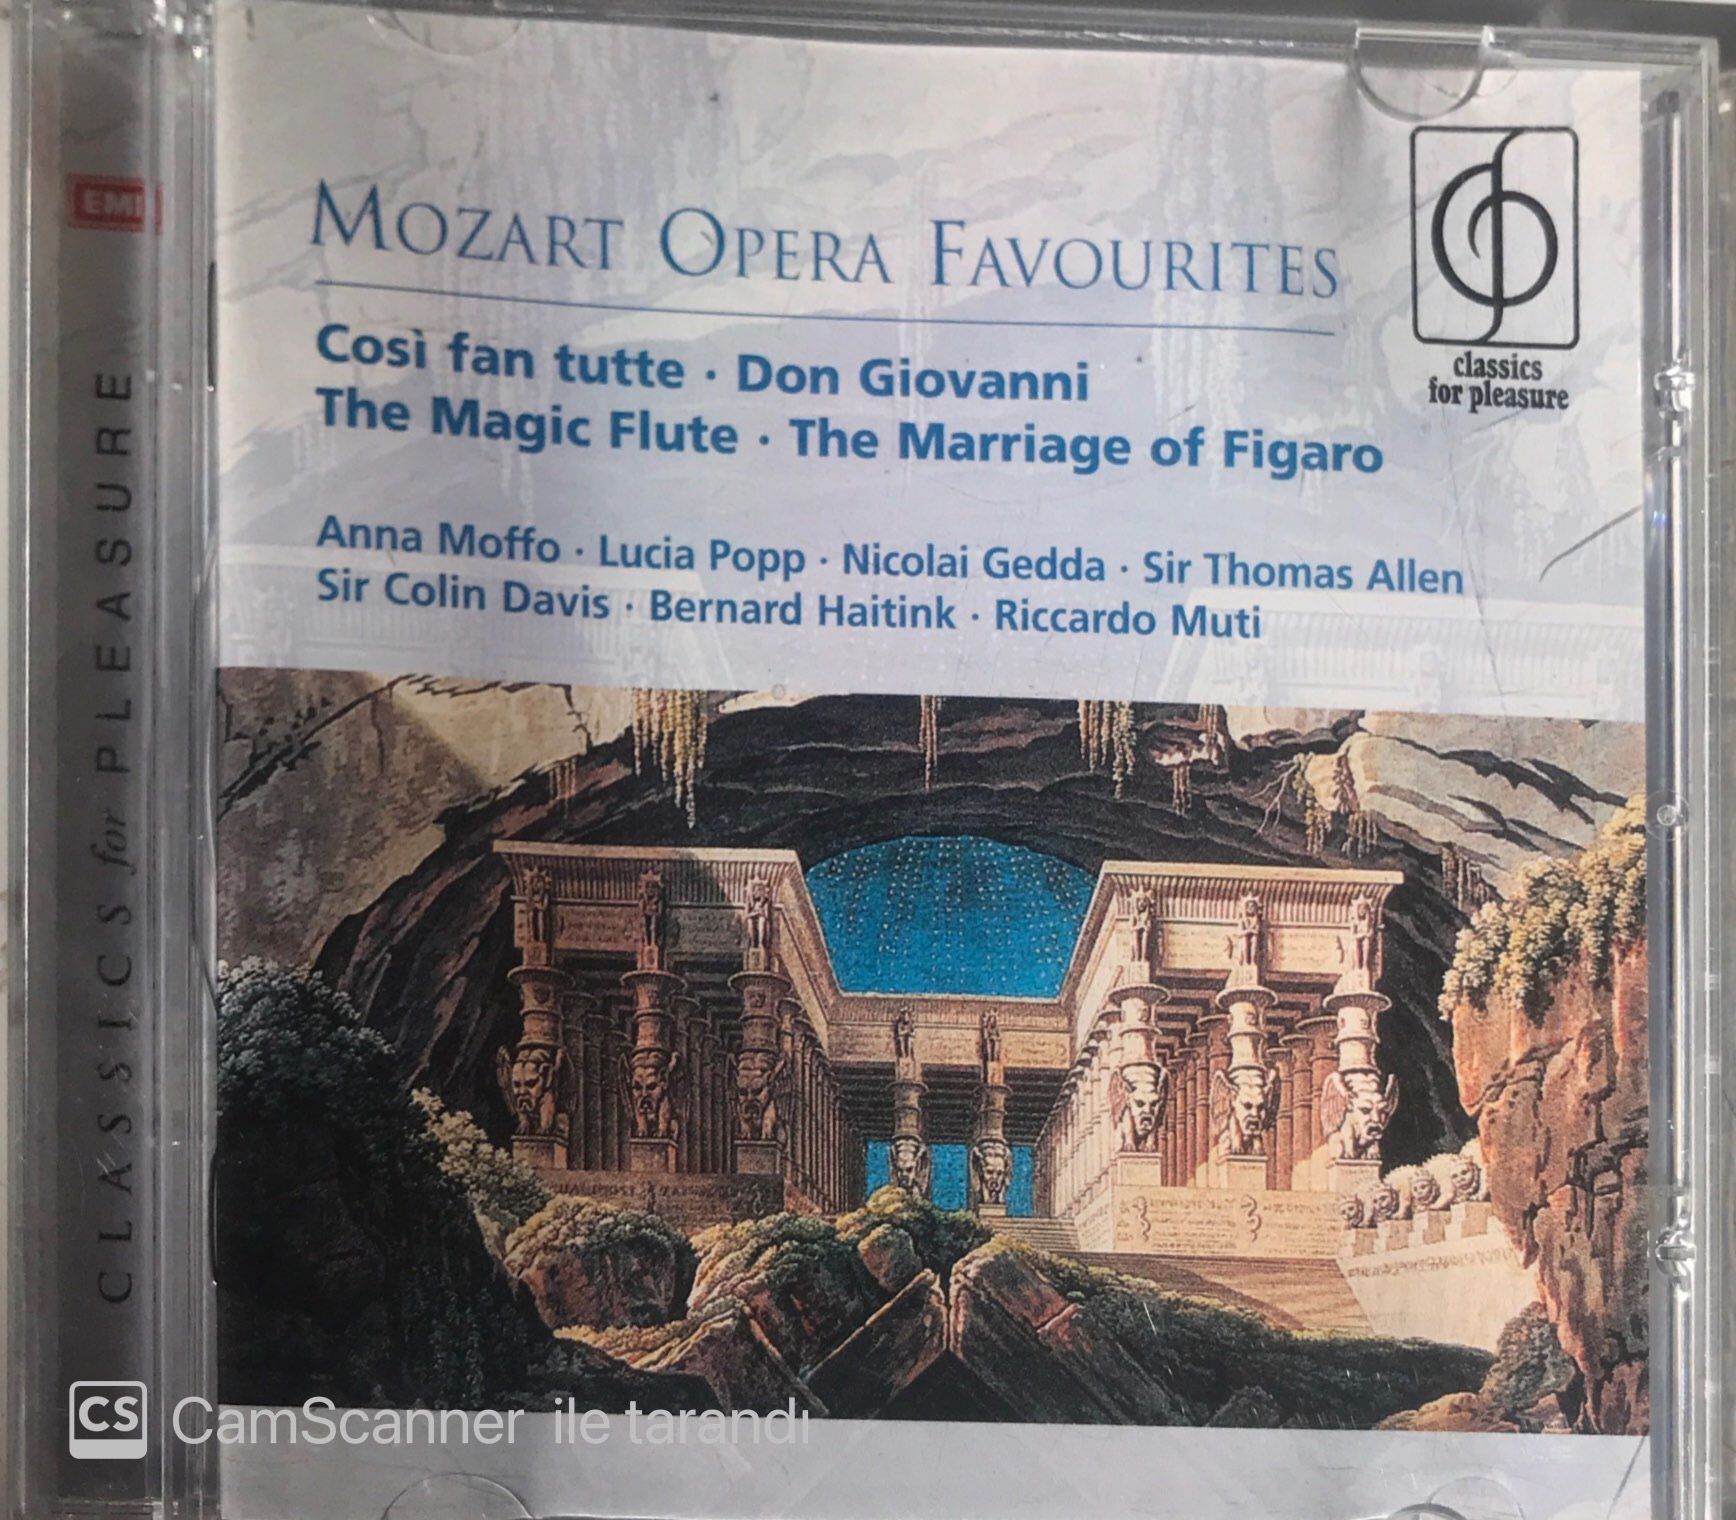 EMI
CLASSICS for PLEASURE
MOZART OPERA FAVOURITES
Così fan tutte · Don Giovanni
The Magic Flute · The Marriage of Figaro
Anna Moffo · Lucia Popp · Nicolai Gedda · Sir Thomas Allen
Sir Colin Davis · Bernard Haitink · Riccardo Muti
classics
for pleasure
CS CamScanner ile tarandı